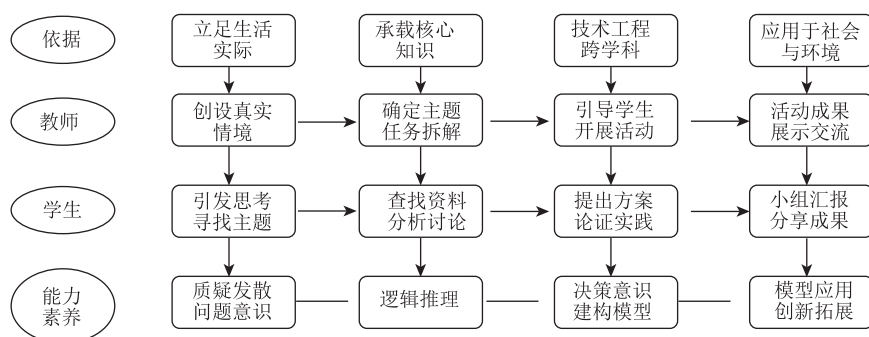 依据
立足生活
实际
承载核心
知识
技术工程
跨学科
应用于社会
与环境
教师
创设真实
情境
确定主题
任务拆解
引导学生
开展活动
活动成果
展示交流
学生
引发思考
寻找主题
查找资料
分析讨论
提出方案
论证实践
小组汇报
分享成果
能力
素养
质疑发散
问题意识
逻辑推理
决策意识
建构模型
模型应用
创新拓展